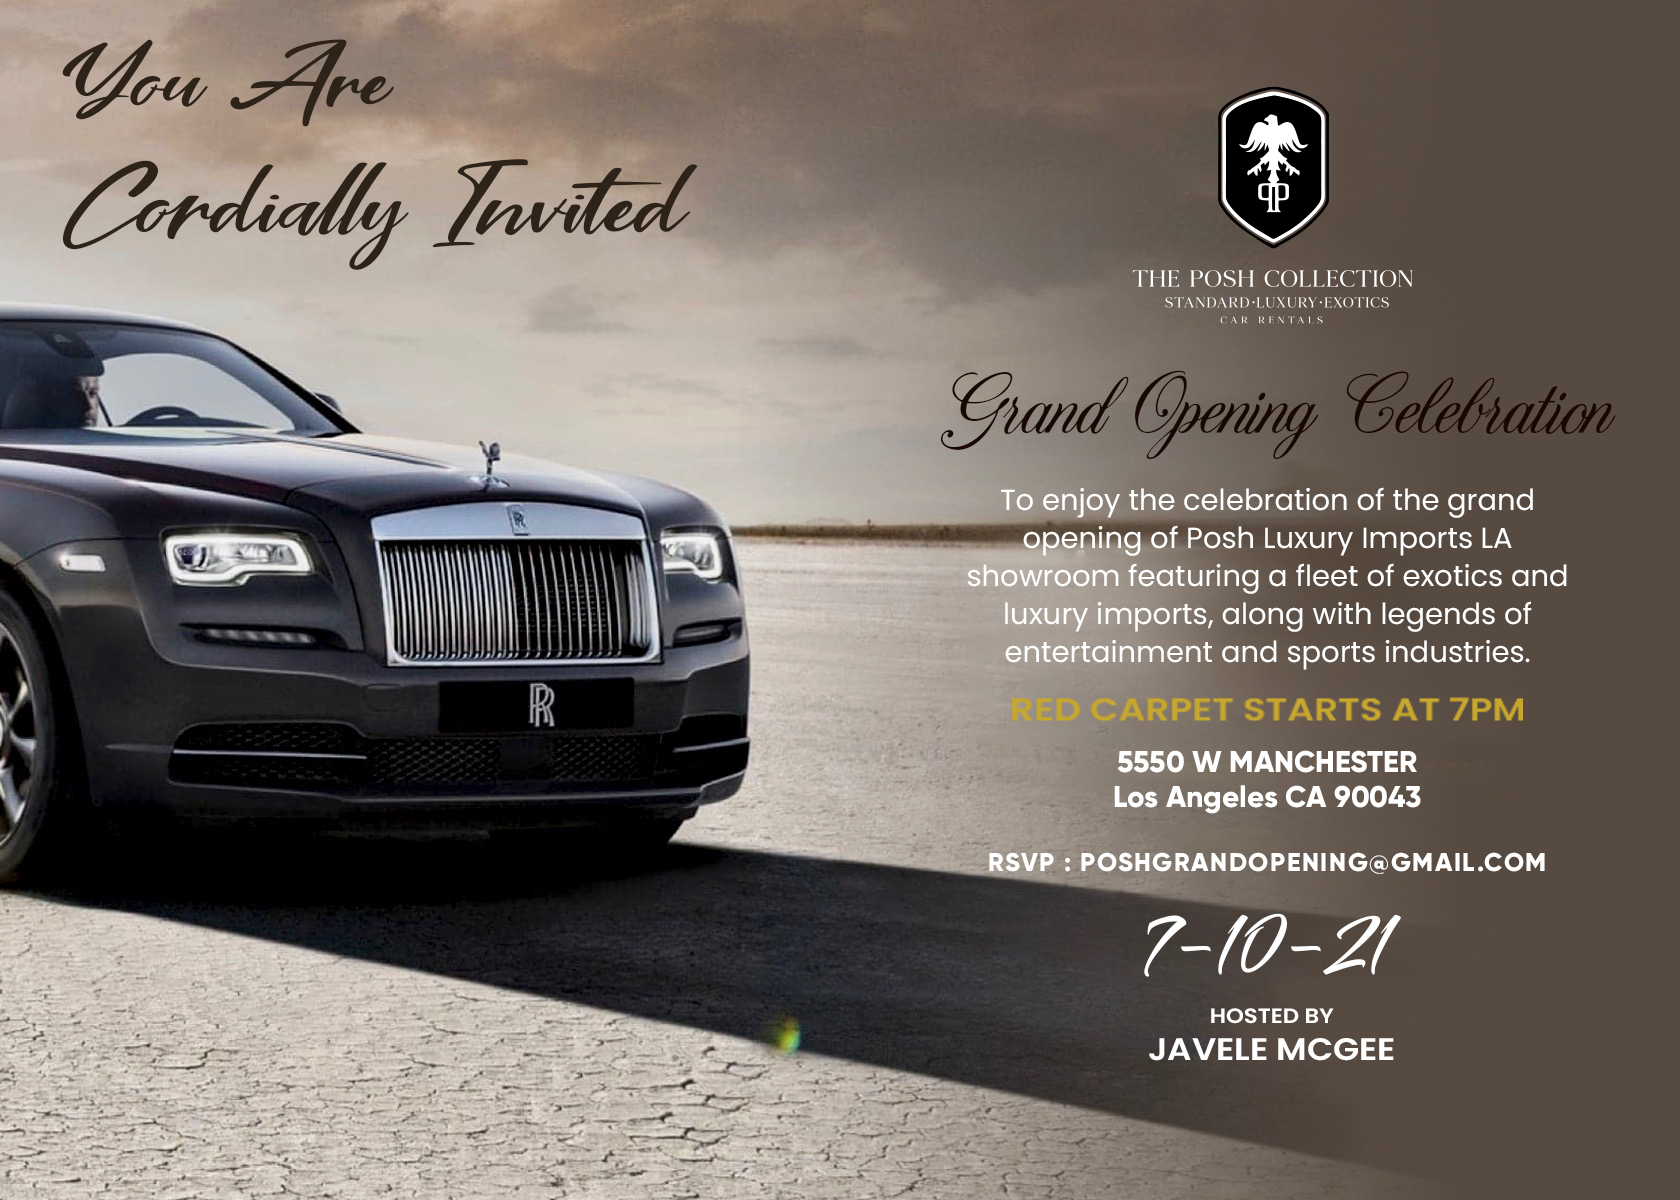 You Are
Cordially Invited
THE POSH COLLECTION
STANDARD·LUXURY·EXOTICS
CAR RENTALS
Grand Opening Celebration
To enjoy the celebration of the grand
opening of Posh Luxury Imports LA
showroom featuring a fleet of exotics and
luxury imports, along with legends of
entertainment and sports industries.
RED CARPET STARTS AT 7PM
5550 W MANCHESTER
Los Angeles CA 90043
RSVP : POSHGRANDOPENING@GMAIL.COM
7-10-21
HOSTED BY
JAVELE MCGEE
RR
RR